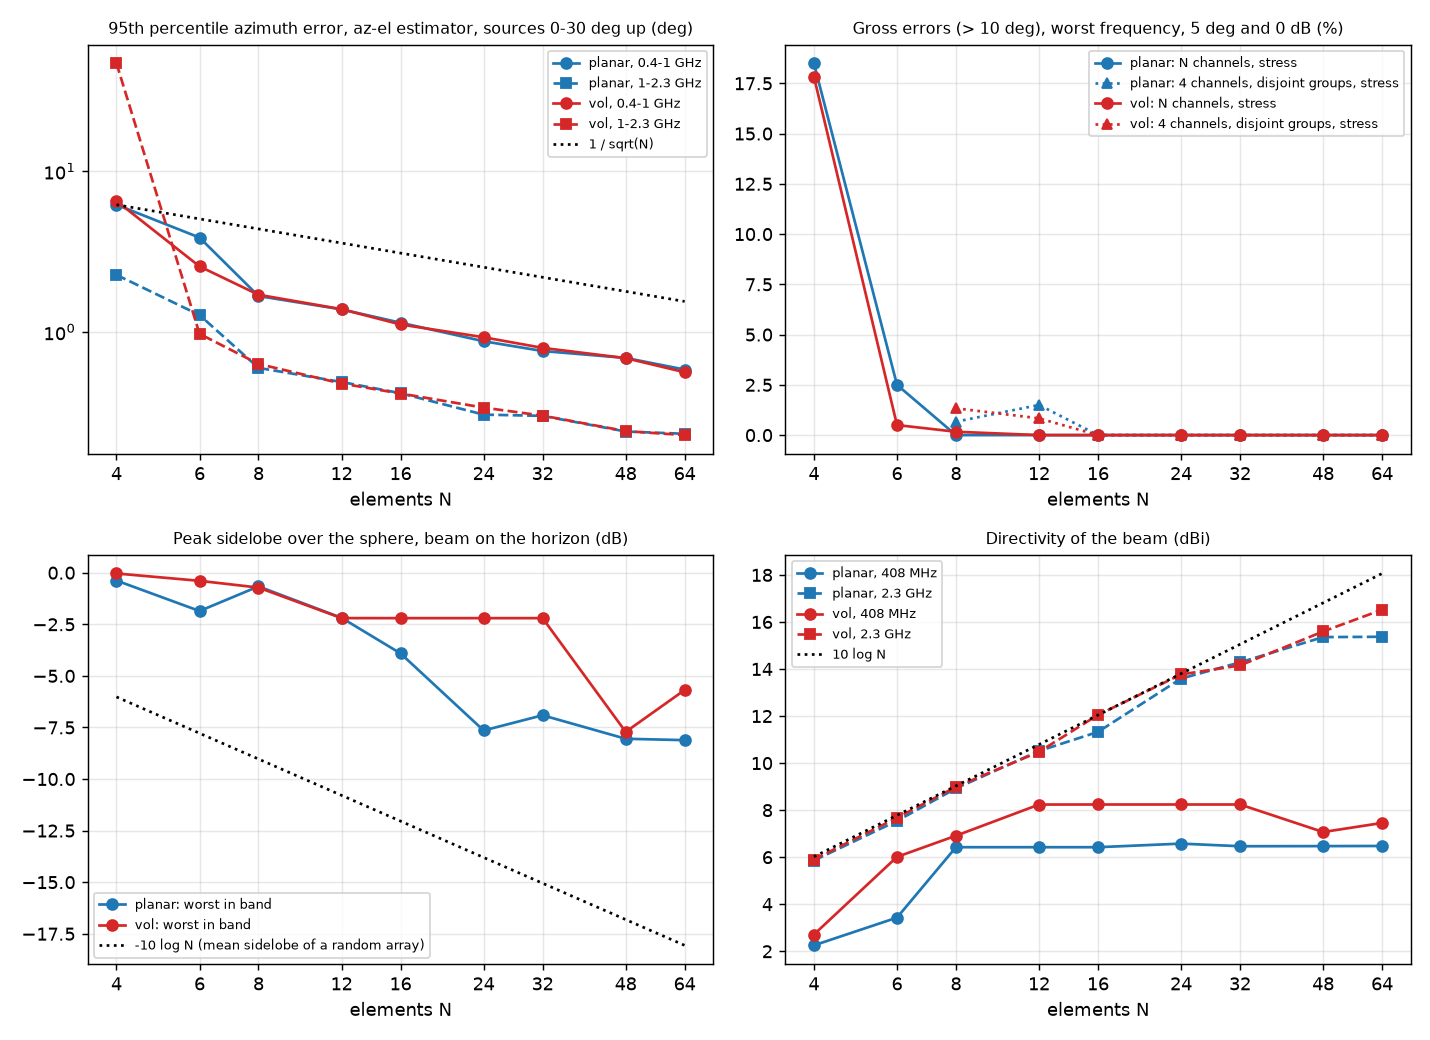 95th percentile azimuth error, az-el estimator, sources 0-30 deg up (deg)
planar, 0.4-1 GHz
planar, 1-2.3 GHz
vol, 0.4-1 GHz
vol, 1-2.3 GHz
1 / sqrt(N)
10¹
10⁰
4 6 8 12 16 24 32 48 64
elements N
Gross errors (> 10 deg), worst frequency, 5 deg and 0 dB (%)
planar: N channels, stress
planar: 4 channels, disjoint groups, stress
vol: N channels, stress
vol: 4 channels, disjoint groups, stress
17.5
15.0
12.5
10.0
7.5
5.0
2.5
0.0
4 6 8 12 16 24 32 48 64
elements N
Peak sidelobe over the sphere, beam on the horizon (dB)
0.0
−2.5
−5.0
−7.5
−10.0
−12.5
−15.0
−17.5
planar: worst in band
vol: worst in band
-10 log N (mean sidelobe of a random array)
4 6 8 12 16 24 32 48 64
elements N
Directivity of the beam (dBi)
planar, 408 MHz
planar, 2.3 GHz
vol, 408 MHz
vol, 2.3 GHz
10 log N
18
16
14
12
10
8
6
4
2
4 6 8 12 16 24 32 48 64
elements N